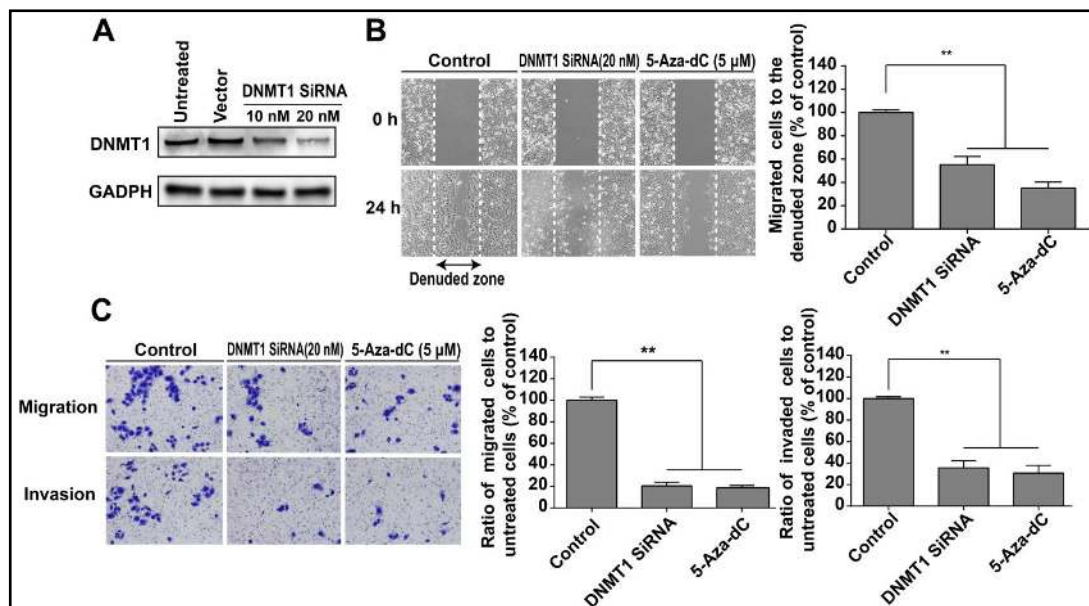 A
Untreated
Vector
DNMT1 SiRNA
10 nM 20 nM
DNMT1
GADPH
B
Control DNMT1 SiRNA(20 nM) 5-Aza-dC (5 µM)
0 h
24 h
Denuded zone
Migrated cells to the
denuded zone (% of control)
140
120
100
80
60
40
20
0
**
Control
DNMT1 SiRNA
5-Aza-dC
C
Control DNMT1 SiRNA(20 nM) 5-Aza-dC (5 µM)
Migration
Invasion
Ratio of migrated cells to
untreated cells (% of control)
140
120
100
80
60
40
20
0
**
Control
DNMT1 SiRNA
5-Aza-dC
Ratio of invaded cells to
untreated cells (% of control)
140
120
100
80
60
40
20
0
**
Control
DNMT1 SiRNA
5-Aza-dC